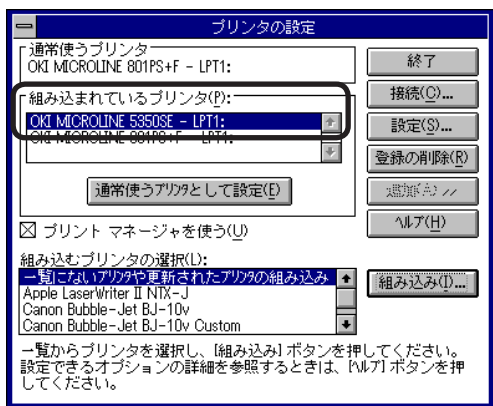 プリンタの設定
通常使うプリンタ
OKI MICROLINE 801PS+F - LPT1:
組み込まれているプリンタ(P):
OKI MICROLINE 5350SE - LPT1:
OKI MICROLINE 801PS+F - LPT1:
通常使うプリンタとして設定(E)
プリント マネージャを使う(U)
組み込むプリンタの選択(L):
一覧にないプリンタや更新されたプリンタの組み込み
Apple LaserWriter II NTX-J
Canon Bubble-Jet BJ-10v
Canon Bubble-Jet BJ-10v Custom
一覧からプリンタを選択し、[組み込み] ボタンを押してください。
設定できるオプションの詳細を参照するときは、[ヘルプ] ボタンを押
してください。
終了
接続(C)...
設定(S)...
登録の削除(R)
追加(A) >>
ヘルプ(H)
組み込み(I)...